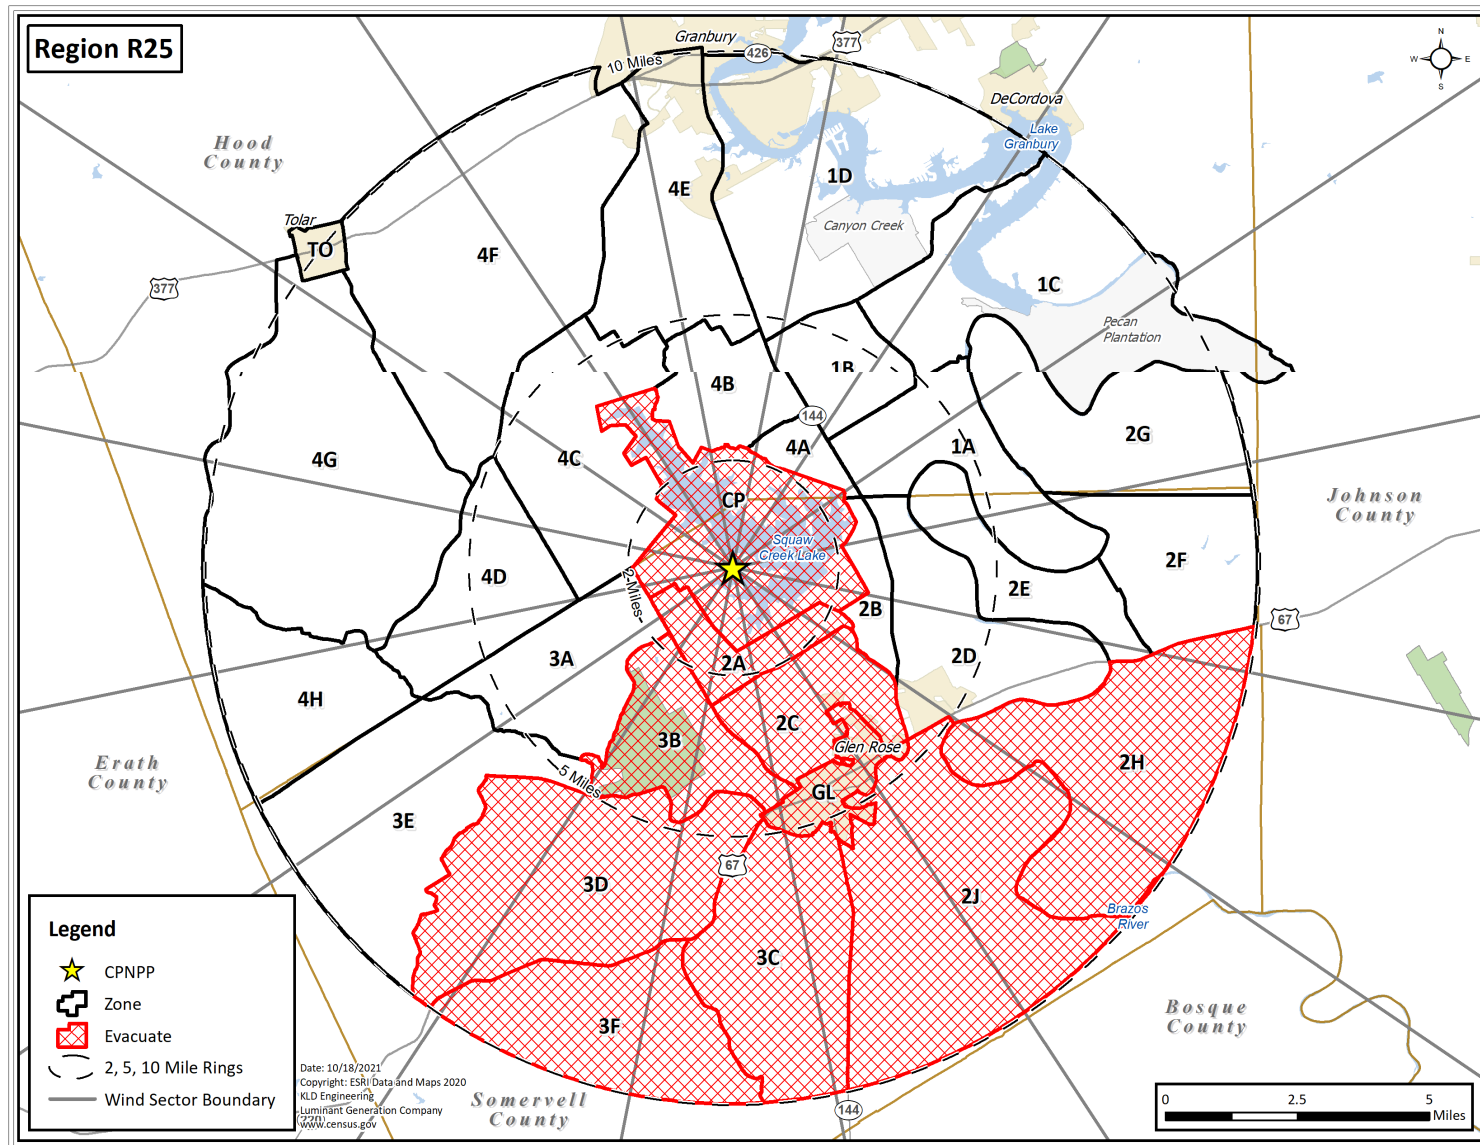 Region R25
Granbury
10 Miles
426
377
N
W
E
S
DeCordova
Lake
Granbury
Hood
County
4E
1D
Tolar
TO
4F
Canyon Creek
1C
377
Pecan
Plantation
1B
4B
144
4A
1A
2G
4G
4C
CP
Johnson
County
Squaw
Creek Lake
4D
2 Miles
2E
2F
2B
67
3A
2A
2D
4H
2C
3B
Glen Rose
Erath
County
5 Miles
GL
2H
3E
67
3D
2J
Brazos
River
3C
3F
Bosque
County
Legend
CPNPP
Zone
Evacuate
2, 5, 10 Mile Rings
Wind Sector Boundary
Date: 10/18/2021
Copyright: ESRI Data and Maps 2020
KLD Engineering
Luminant Generation Company
www.census.gov
220
Somervell
County
144
0
2.5
5
Miles